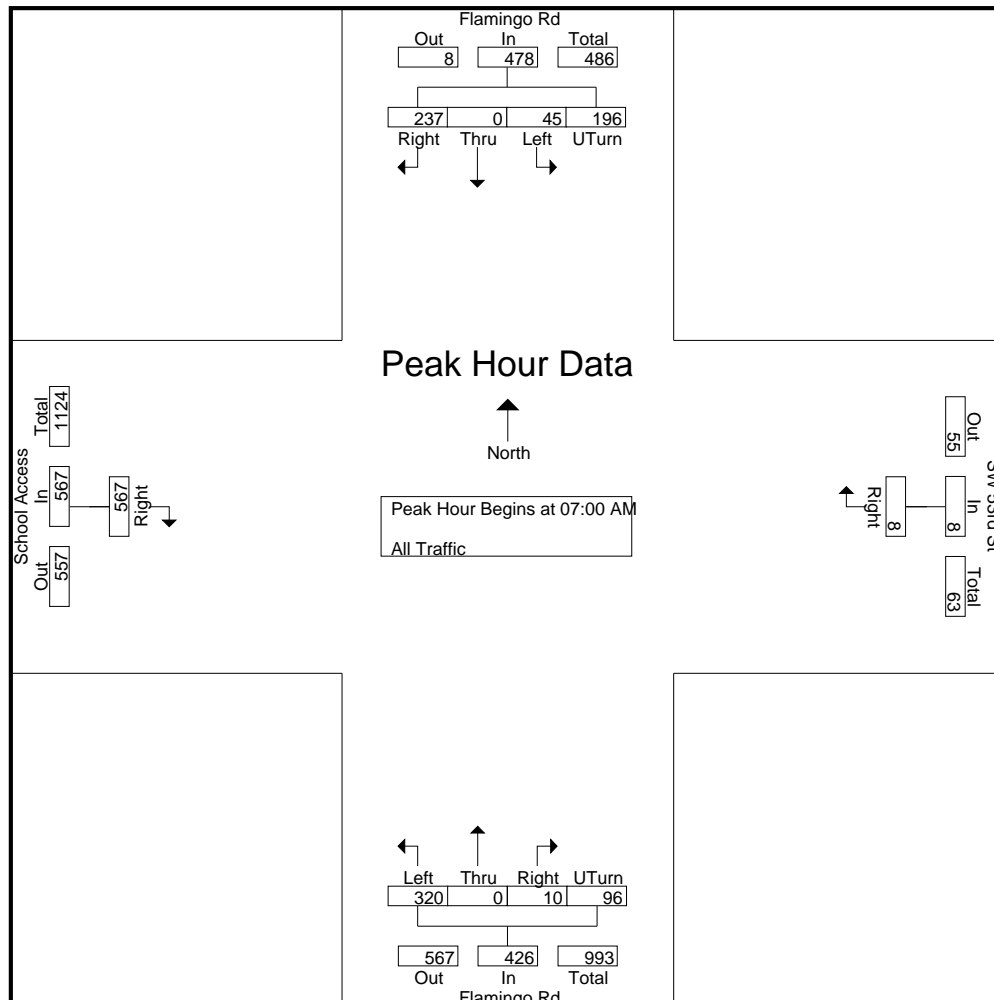 Flamingo Rd
Out In Total
8 478 486
237 0 45 196
Right Thru Left UTurn
Peak Hour Data
North
Peak Hour Begins at 07:00 AM
All Traffic
School Access
Total In Out
1124 567 557
567
Right
Out In Total
55 8 63
8
Right
Left Thru Right UTurn
320 0 10 96
567 426 993
Out In Total
Flamingo Rd